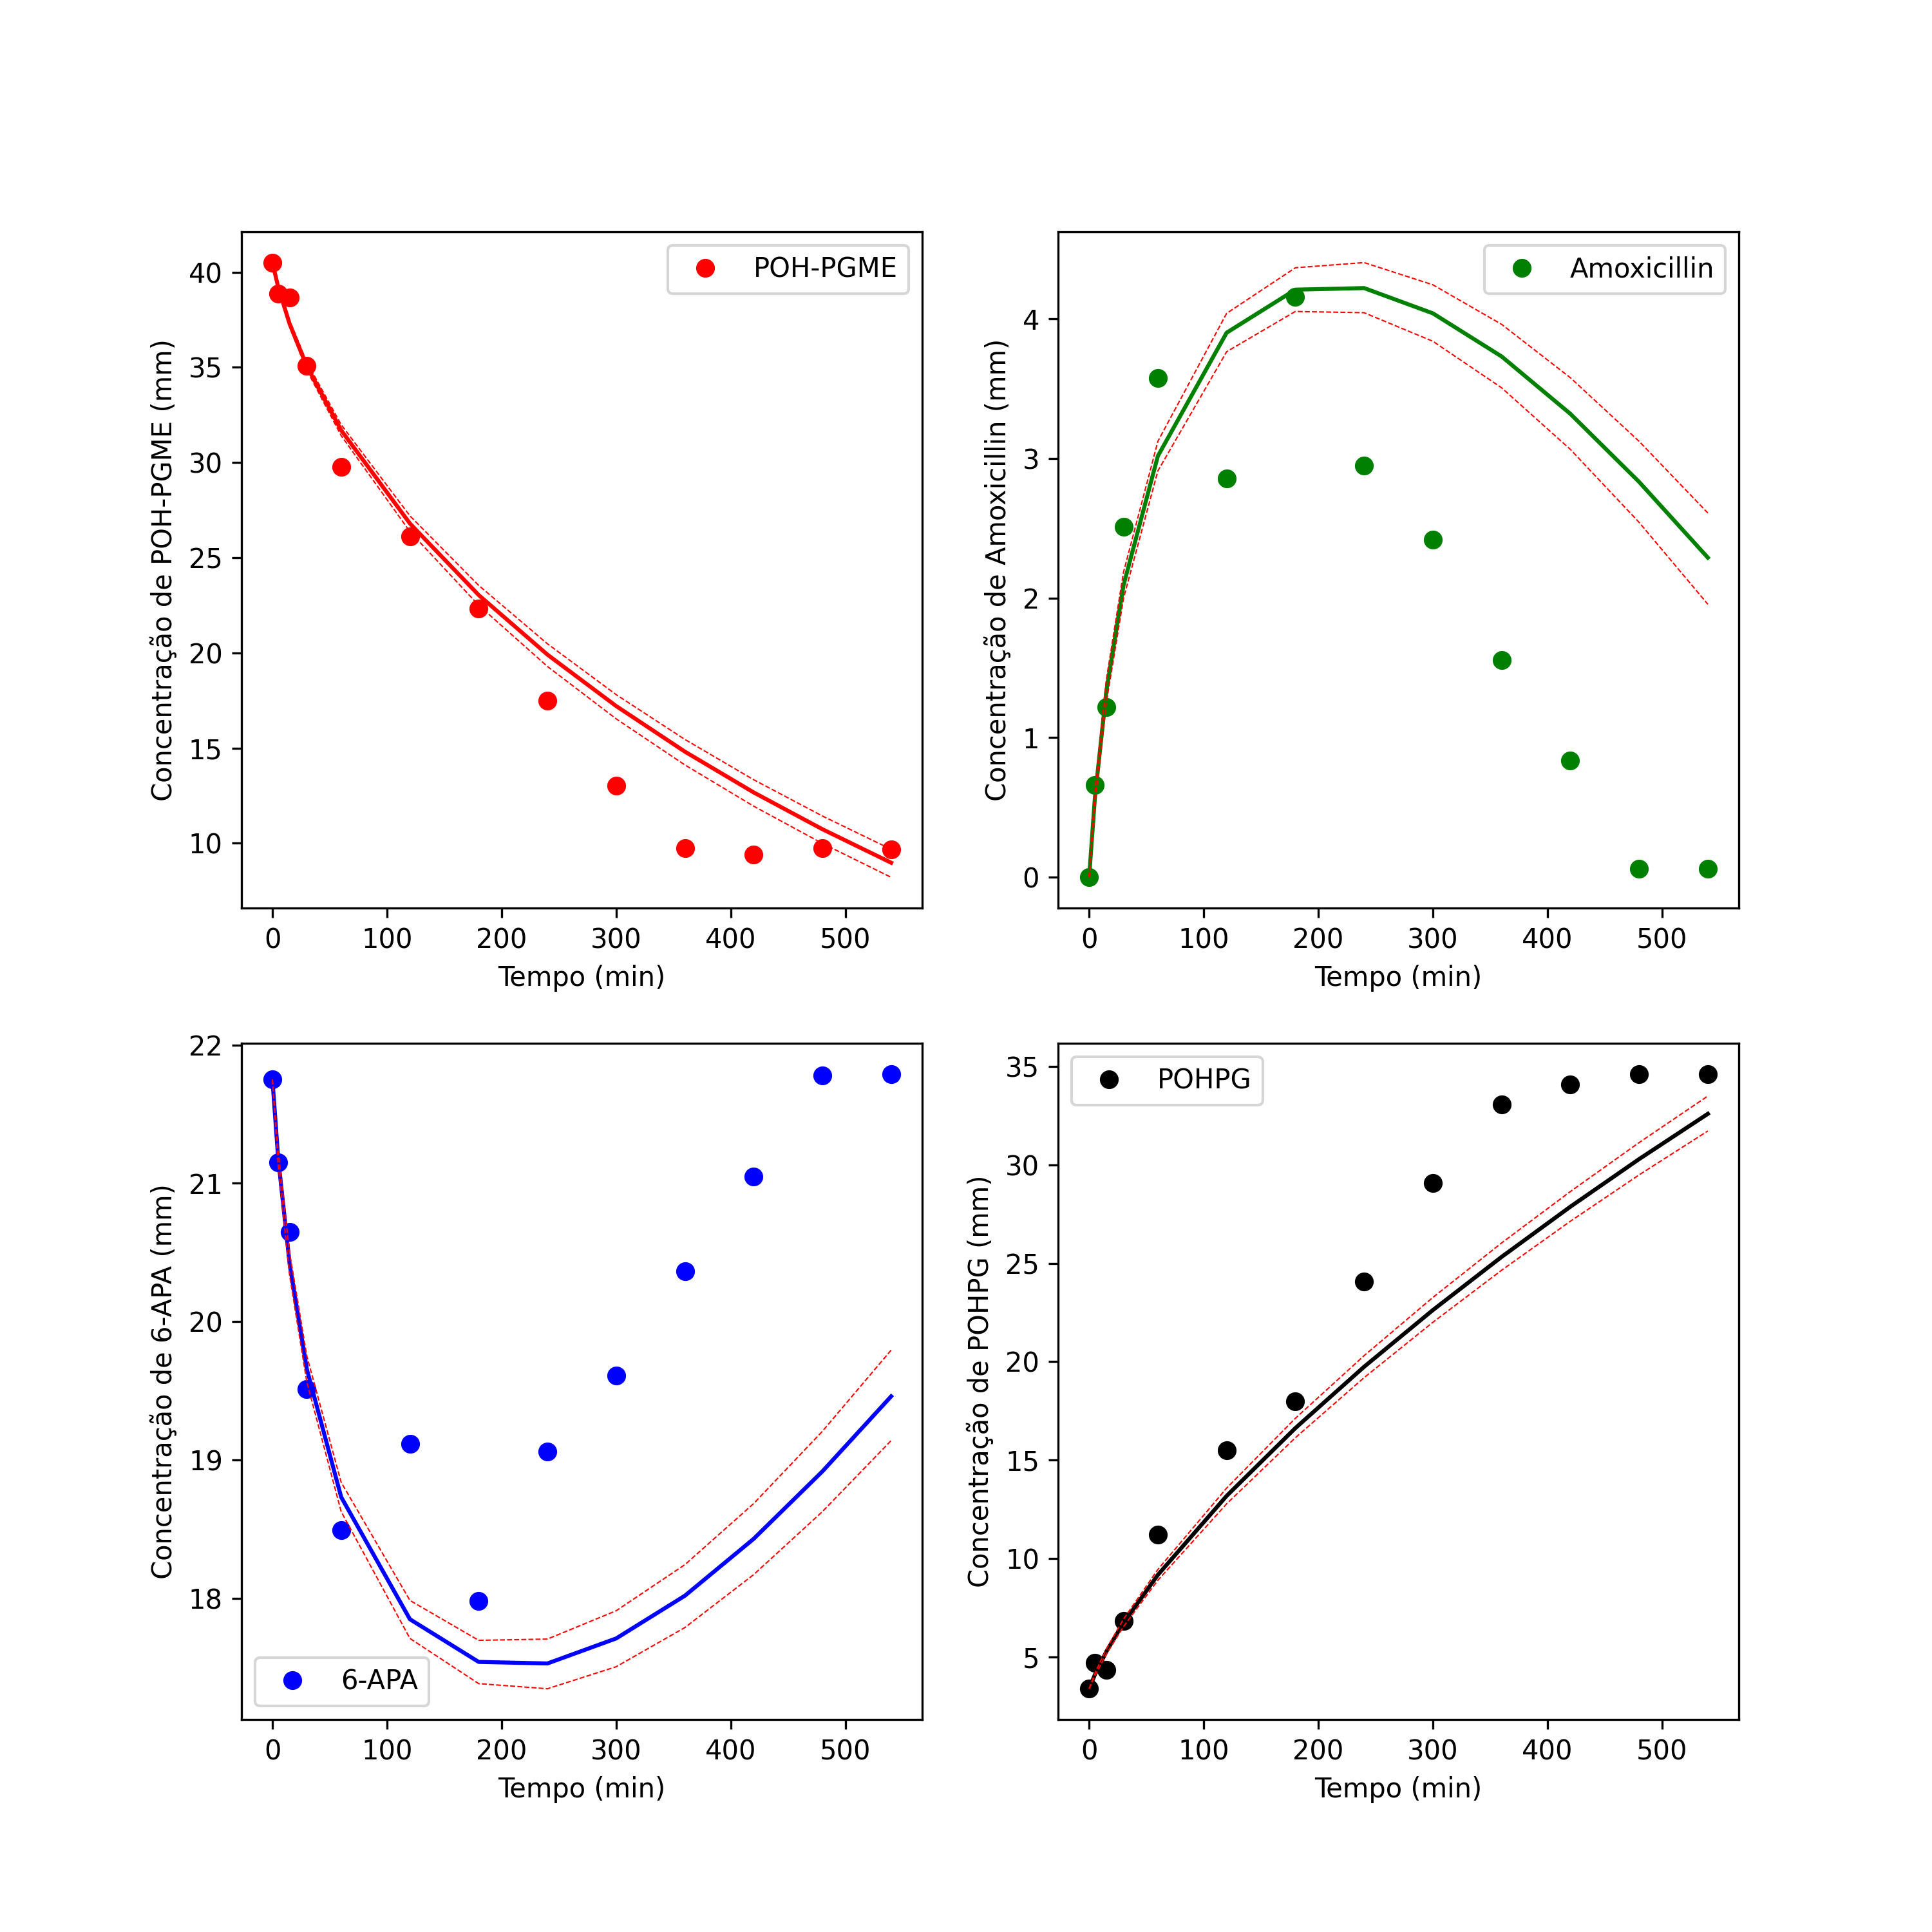 POH-PGME
40
35
30
25
20
15
10
Concentração de POH-PGME (mm)
0 100 200 300 400 500
Tempo (min)
Amoxicillin
4
3
2
1
0
Concentração de Amoxicillin (mm)
0 100 200 300 400 500
Tempo (min)
22
21
20
19
18
Concentração de 6-APA (mm)
6-APA
0 100 200 300 400 500
Tempo (min)
POHPG
35
30
25
20
15
10
5
Concentração de POHPG (mm)
0 100 200 300 400 500
Tempo (min)